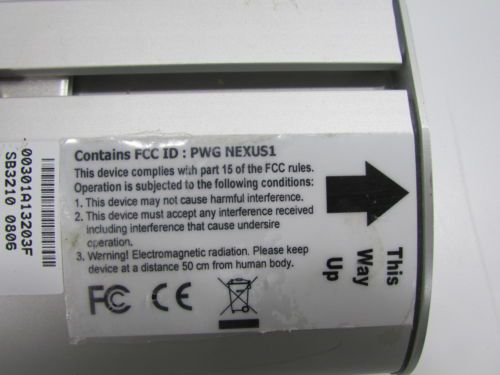 Contains FCC ID : PWG NEXUS1
This device complies with part 15 of the FCC rules.
Operation is subjected to the following conditions:
1. This device may not cause harmful interference.
2. This device must accept any interference received
including interference that cause undersire
operation.
3. Warning! Electromagnetic radiation. Please keep
device at a distance 50 cm from human body.
FCC CE
This
Way
Up
00301A13203F
SB3210 0806